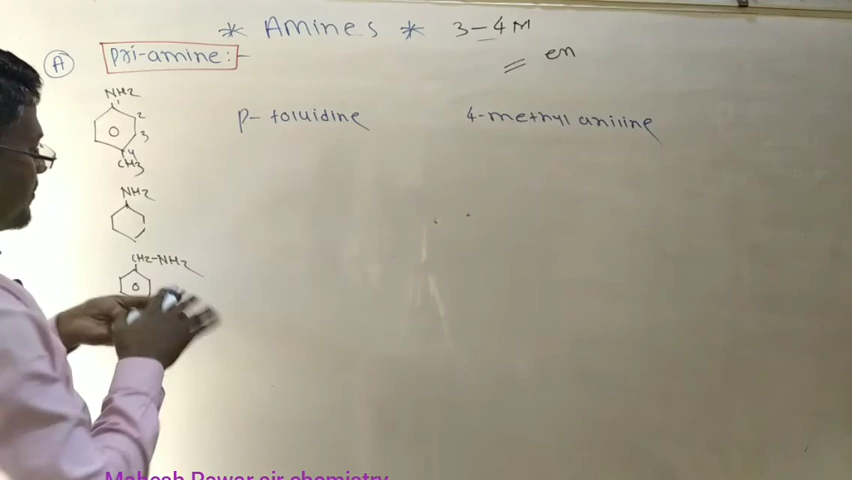 * Amines * 3-4 M
= en
A pri-amine:-
NH2
2
3
4
CH3
p- toluidine 4-methyl aniline
NH2
CH2-NH2
Mahesh Pawar sir chemistry